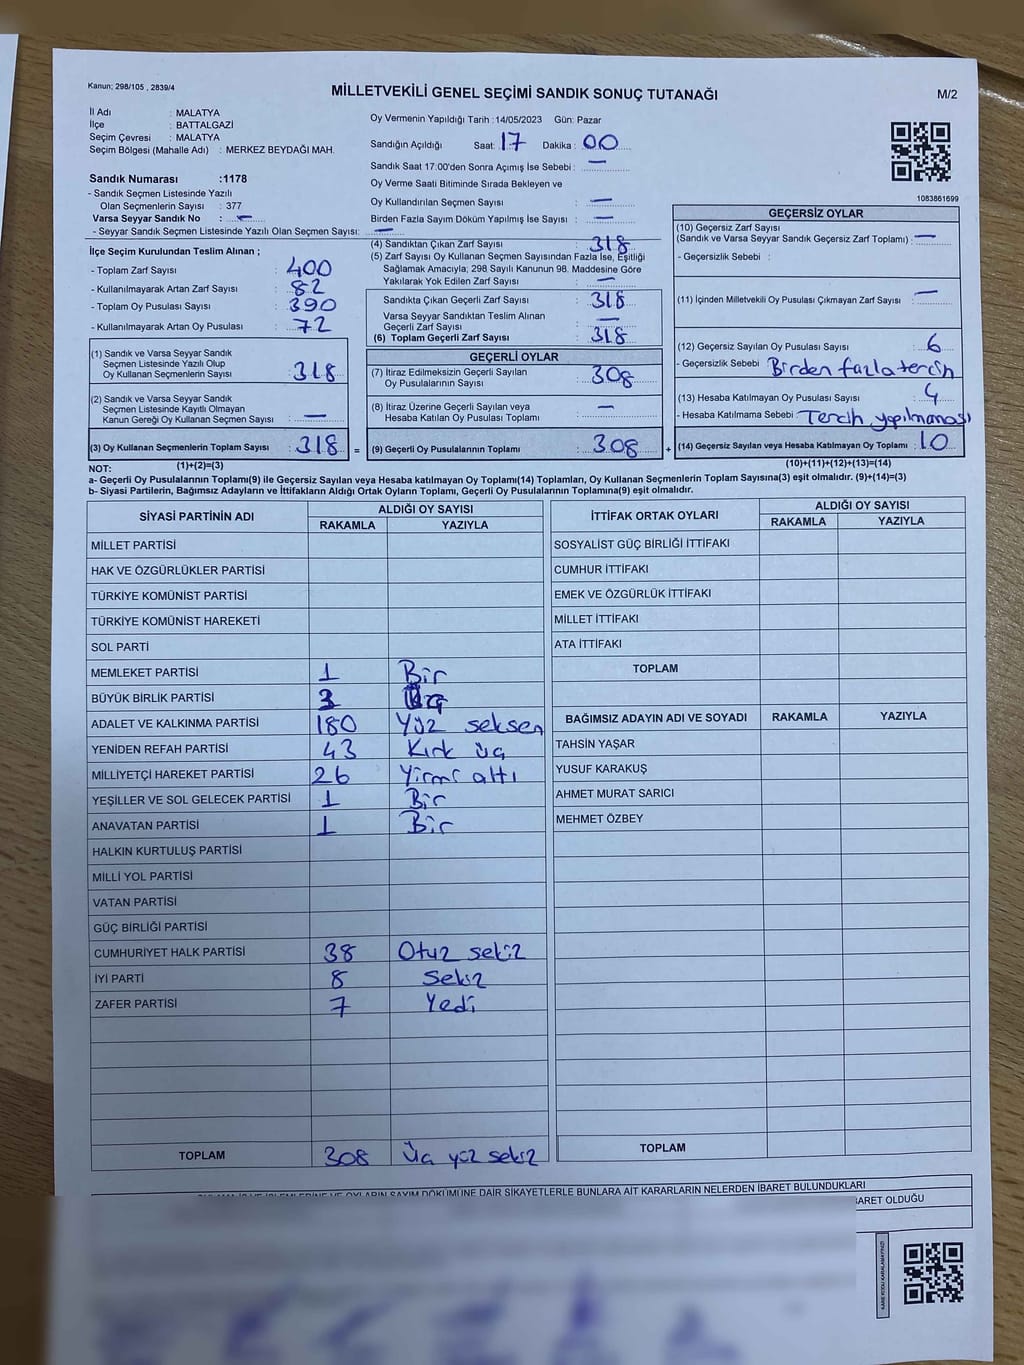 Kanun; 298/105 , 2839/4
MİLLETVEKİLİ GENEL SEÇİMİ SANDIK SONUÇ TUTANAĞI
M/2
İl Adı : MALATYA
İlçe : BATTALGAZİ
Seçim Çevresi : MALATYA
Seçim Bölgesi (Mahalle Adı) : MERKEZ BEYDAĞI MAH.
Sandık Numarası :1178
- Sandık Seçmen Listesinde Yazılı
Olan Seçmenlerin Sayısı : 377
Varsa Seyyar Sandık No : -
- Seyyar Sandık Seçmen Listesinde Yazılı Olan Seçmen Sayısı: -
Oy Vermenin Yapıldığı Tarih :14/05/2023 Gün: Pazar
Sandığın Açıldığı Saat: 17 Dakika : 00
Sandık Saat 17.00'den Sonra Açımış İse Sebebi : -
Oy Verme Saati Bitiminde Sırada Bekleyen ve
Oy Kullandırılan Seçmen Sayısı : -
Birden Fazla Sayım Döküm Yapılmış İse Sayısı : -
1083861699
İlçe Seçim Kurulundan Teslim Alınan ;
- Toplam Zarf Sayısı : 400
- Kullanılmayarak Artan Zarf Sayısı : 82
- Toplam Oy Pusulası Sayısı : 390
- Kullanılmayarak Artan Oy Pusulası : 72
(4) Sandıktan Çıkan Zarf Sayısı : 318
(5) Zarf Sayısı Oy Kullanan Seçmen Sayısından Fazla İse, Eşitliği
Sağlamak Amacıyla; 298 Sayılı Kanunun 98. Maddesine Göre
Yakılarak Yok Edilen Zarf Sayısı : -
Sandıkta Çıkan Geçerli Zarf Sayısı : 318
Varsa Seyyar Sandıktan Teslim Alınan
Geçerli Zarf Sayısı : -
(6) Toplam Geçerli Zarf Sayısı : 318
GEÇERSİZ OYLAR
(10) Geçersiz Zarf Sayısı
(Sandık ve Varsa Seyyar Sandık Geçersiz Zarf Toplamı) : -
- Geçersizlik Sebebi :
(11) İçinden Milletvekili Oy Pusulası Çıkmayan Zarf Sayısı : -
(12) Geçersiz Sayılan Oy Pusulası Sayısı : 6
- Geçersizlik Sebebi : Birden fazla tercih
(13) Hesaba Katılmayan Oy Pusulası Sayısı : 4
- Hesaba Katılmama Sebebi : Tercih yapılmaması
(14) Geçersiz Sayılan veya Hesaba Katılmayan Oy Toplamı : 10
(10)+(11)+(12)+(13)=(14)
(1) Sandık ve Varsa Seyyar Sandık
Seçmen Listesinde Yazılı Olup
Oy Kullanan Seçmenlerin Sayısı : 318
(2) Sandık ve Varsa Seyyar Sandık
Seçmen Listesinde Kayıtlı Olmayan
Kanun Gereği Oy Kullanan Seçmen Sayısı : -
(3) Oy Kullanan Seçmenlerin Toplam Sayısı : 318 =
(1)+(2)=(3)
GEÇERLİ OYLAR
(7) İtiraz Edilmeksizin Geçerli Sayılan
Oy Pusulalarının Sayısı : 308
(8) İtiraz Üzerine Geçerli Sayılan veya
Hesaba Katılan Oy Pusulası Toplamı : -
(9) Geçerli Oy Pusulalarının Toplamı : 308 +
NOT:
a- Geçerli Oy Pusulalarının Toplamı(9) ile Geçersiz Sayılan veya Hesaba katılmayan Oy Toplamı(14) Toplamları, Oy Kullanan Seçmenlerin Toplam Sayısına(3) eşit olmalıdır. (9)+(14)=(3)
b- Siyasi Partilerin, Bağımsız Adayların ve İttifakların Aldığı Ortak Oyların Toplamı, Geçerli Oy Pusulalarının Toplamına(9) eşit olmalıdır.
SİYASİ PARTİNİN ADI ALDIĞI OY SAYISI
RAKAMLA YAZIYLA
MİLLET PARTİSİ
HAK VE ÖZGÜRLÜKLER PARTİSİ
TÜRKİYE KOMÜNİST PARTİSİ
TÜRKİYE KOMÜNİST HAREKETİ
SOL PARTİ
MEMLEKET PARTİSİ 1 Bir
BÜYÜK BİRLİK PARTİSİ 3
ADALET VE KALKINMA PARTİSİ 180 Yüz seksen
YENİDEN REFAH PARTİSİ 43 Kırk üç
MİLLİYETÇİ HAREKET PARTİSİ 26 Yirmi altı
YEŞİLLER VE SOL GELECEK PARTİSİ 1 Bir
ANAVATAN PARTİSİ 1 Bir
HALKIN KURTULUŞ PARTİSİ
MİLLİ YOL PARTİSİ
VATAN PARTİSİ
GÜÇ BİRLİĞİ PARTİSİ
CUMHURİYET HALK PARTİSİ 38 Otuz sekiz
İYİ PARTİ 8 Sekiz
ZAFER PARTİSİ 7 Yedi
TOPLAM 308 Üç yüz sekiz
İTTİFAK ORTAK OYLARI ALDIĞI OY SAYISI
RAKAMLA YAZIYLA
SOSYALİST GÜÇ BİRLİĞİ İTTİFAKI
CUMHUR İTTİFAKI
EMEK VE ÖZGÜRLÜK İTTİFAKI
MİLLET İTTİFAKI
ATA İTTİFAKI
TOPLAM
BAĞIMSIZ ADAYIN ADI VE SOYADI RAKAMLA YAZIYLA
TAHSİN YAŞAR
YUSUF KARAKUŞ
AHMET MURAT SARICI
MEHMET ÖZBEY
TOPLAM
İŞ VE İŞLEMLERİNE VE OYLARIN SAYIM DÖKÜMÜNE DAİR ŞİKAYETLERLE BUNLARA AİT KARARLARIN NELERDEN İBARET BULUNDUKLARI
OLDUĞU
KARE KODU KARALAMAYINIZ!